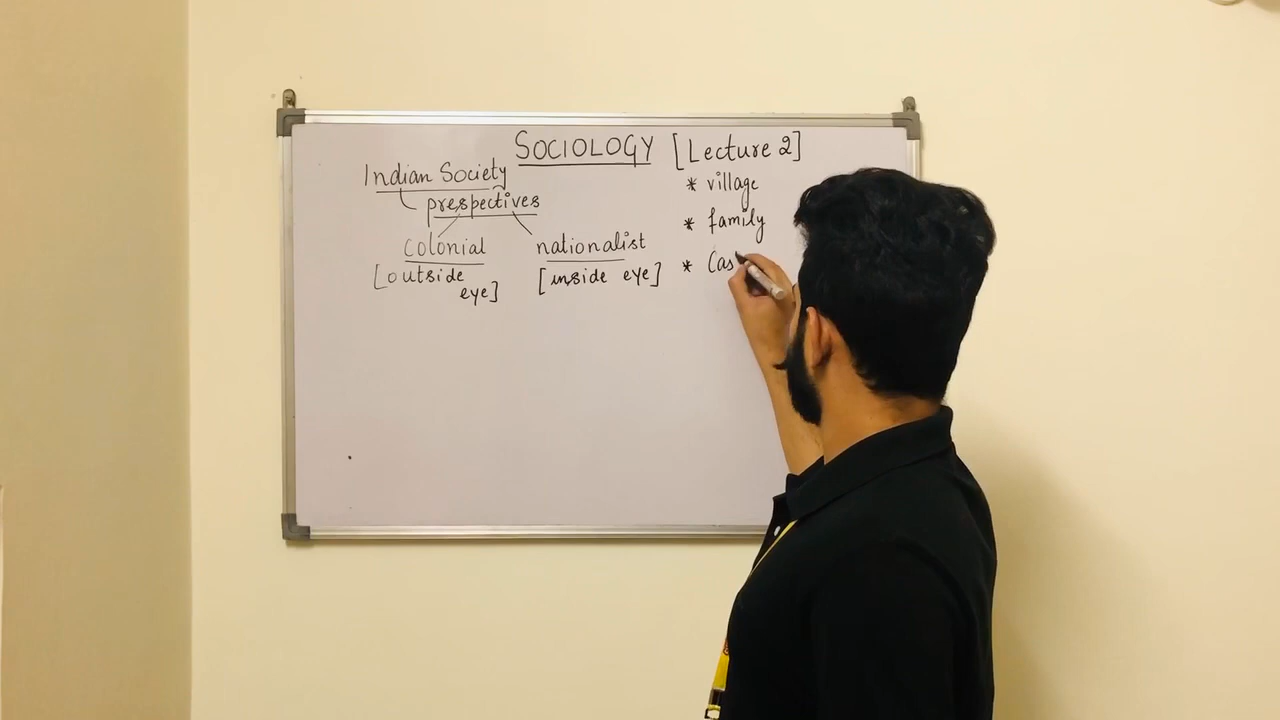 SOCIOLOGY [Lecture 2]
Indian Society
prespectives
colonial
[outside
eye]
nationalist
[inside eye]
* village
* family
* Cas